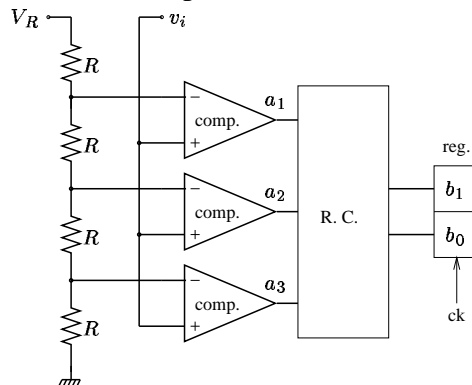 V_R
v_i
R
a_1
−
comp.
+
R
reg.
a_2
b_1
−
comp.
R. C.
+
b_0
R
a_3
−
comp.
ck
+
R